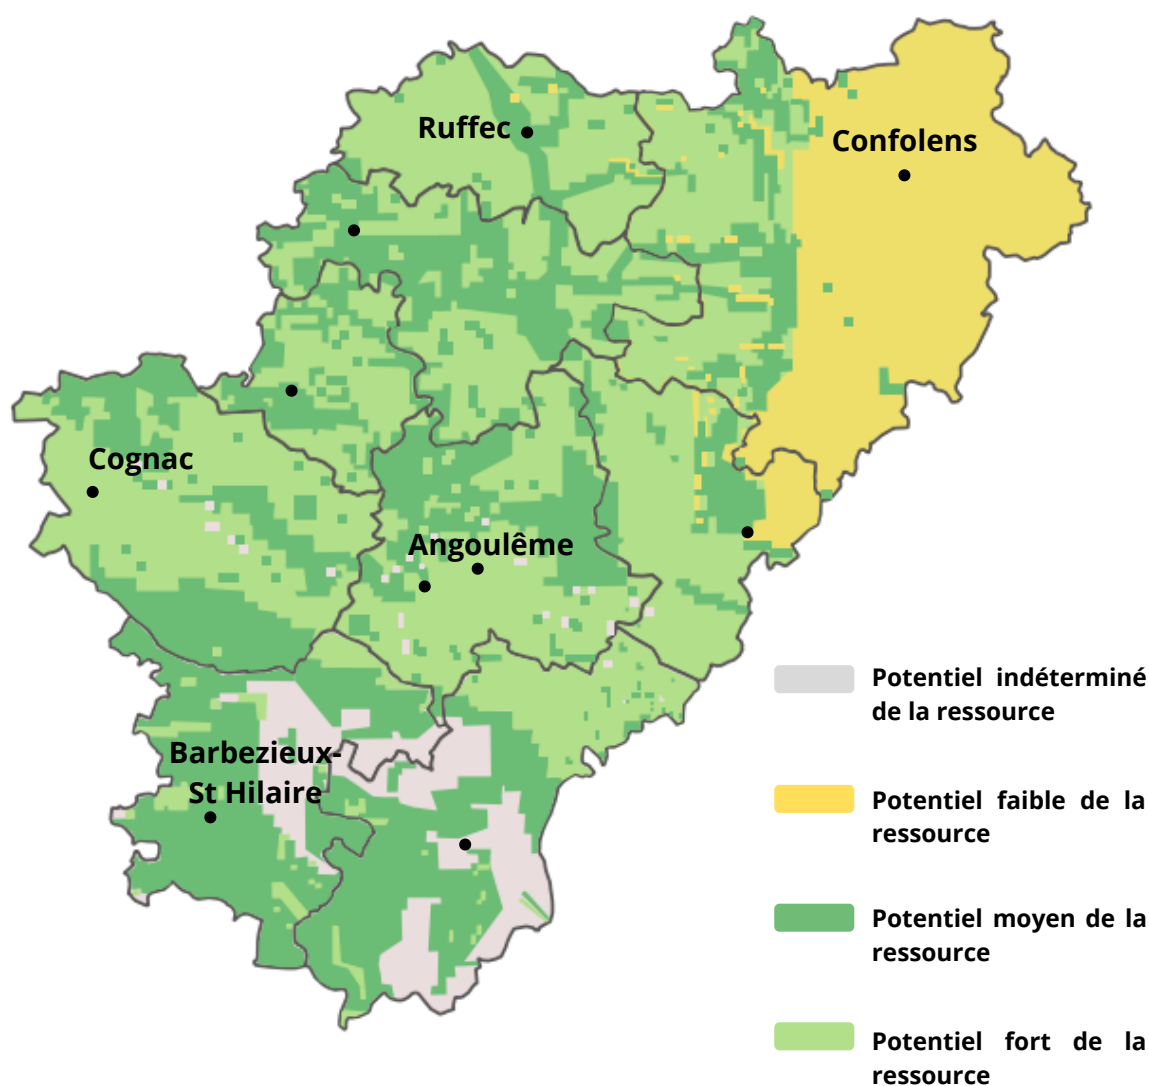 Ruffec
Confolens
Cognac
Angoulême
Barbezieux-
St Hilaire
Potentiel indéterminé
de la ressource
Potentiel faible de la
ressource
Potentiel moyen de la
ressource
Potentiel fort de la
ressource